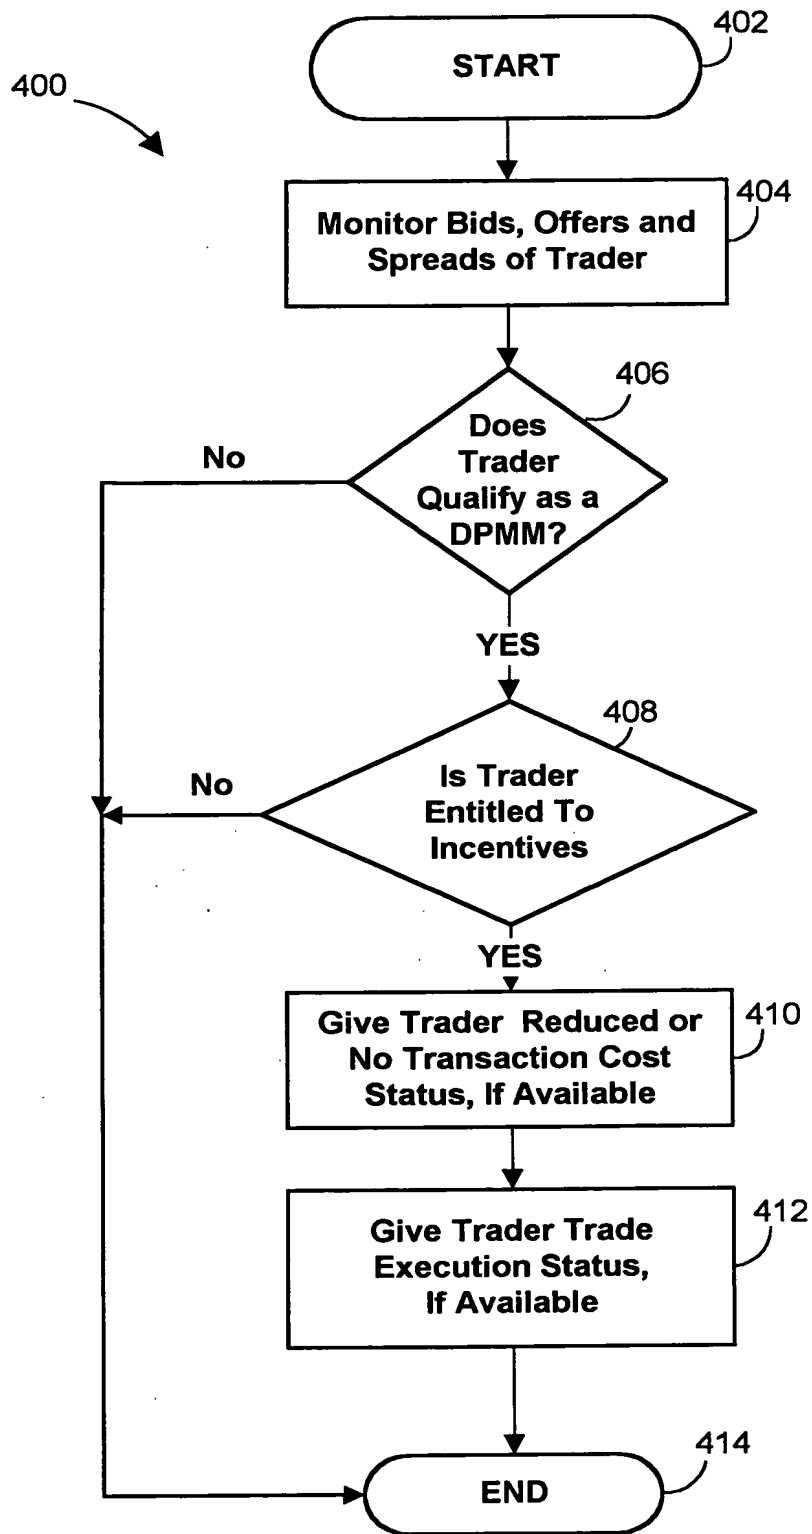 402
START
400
404
Monitor Bids, Offers and
Spreads of Trader
406
Does
Trader
Qualify as a
DPMM?
No
YES
408
Is Trader
Entitled To
Incentives
No
YES
410
Give Trader Reduced or
No Transaction Cost
Status, If Available
412
Give Trader Trade
Execution Status,
If Available
414
END